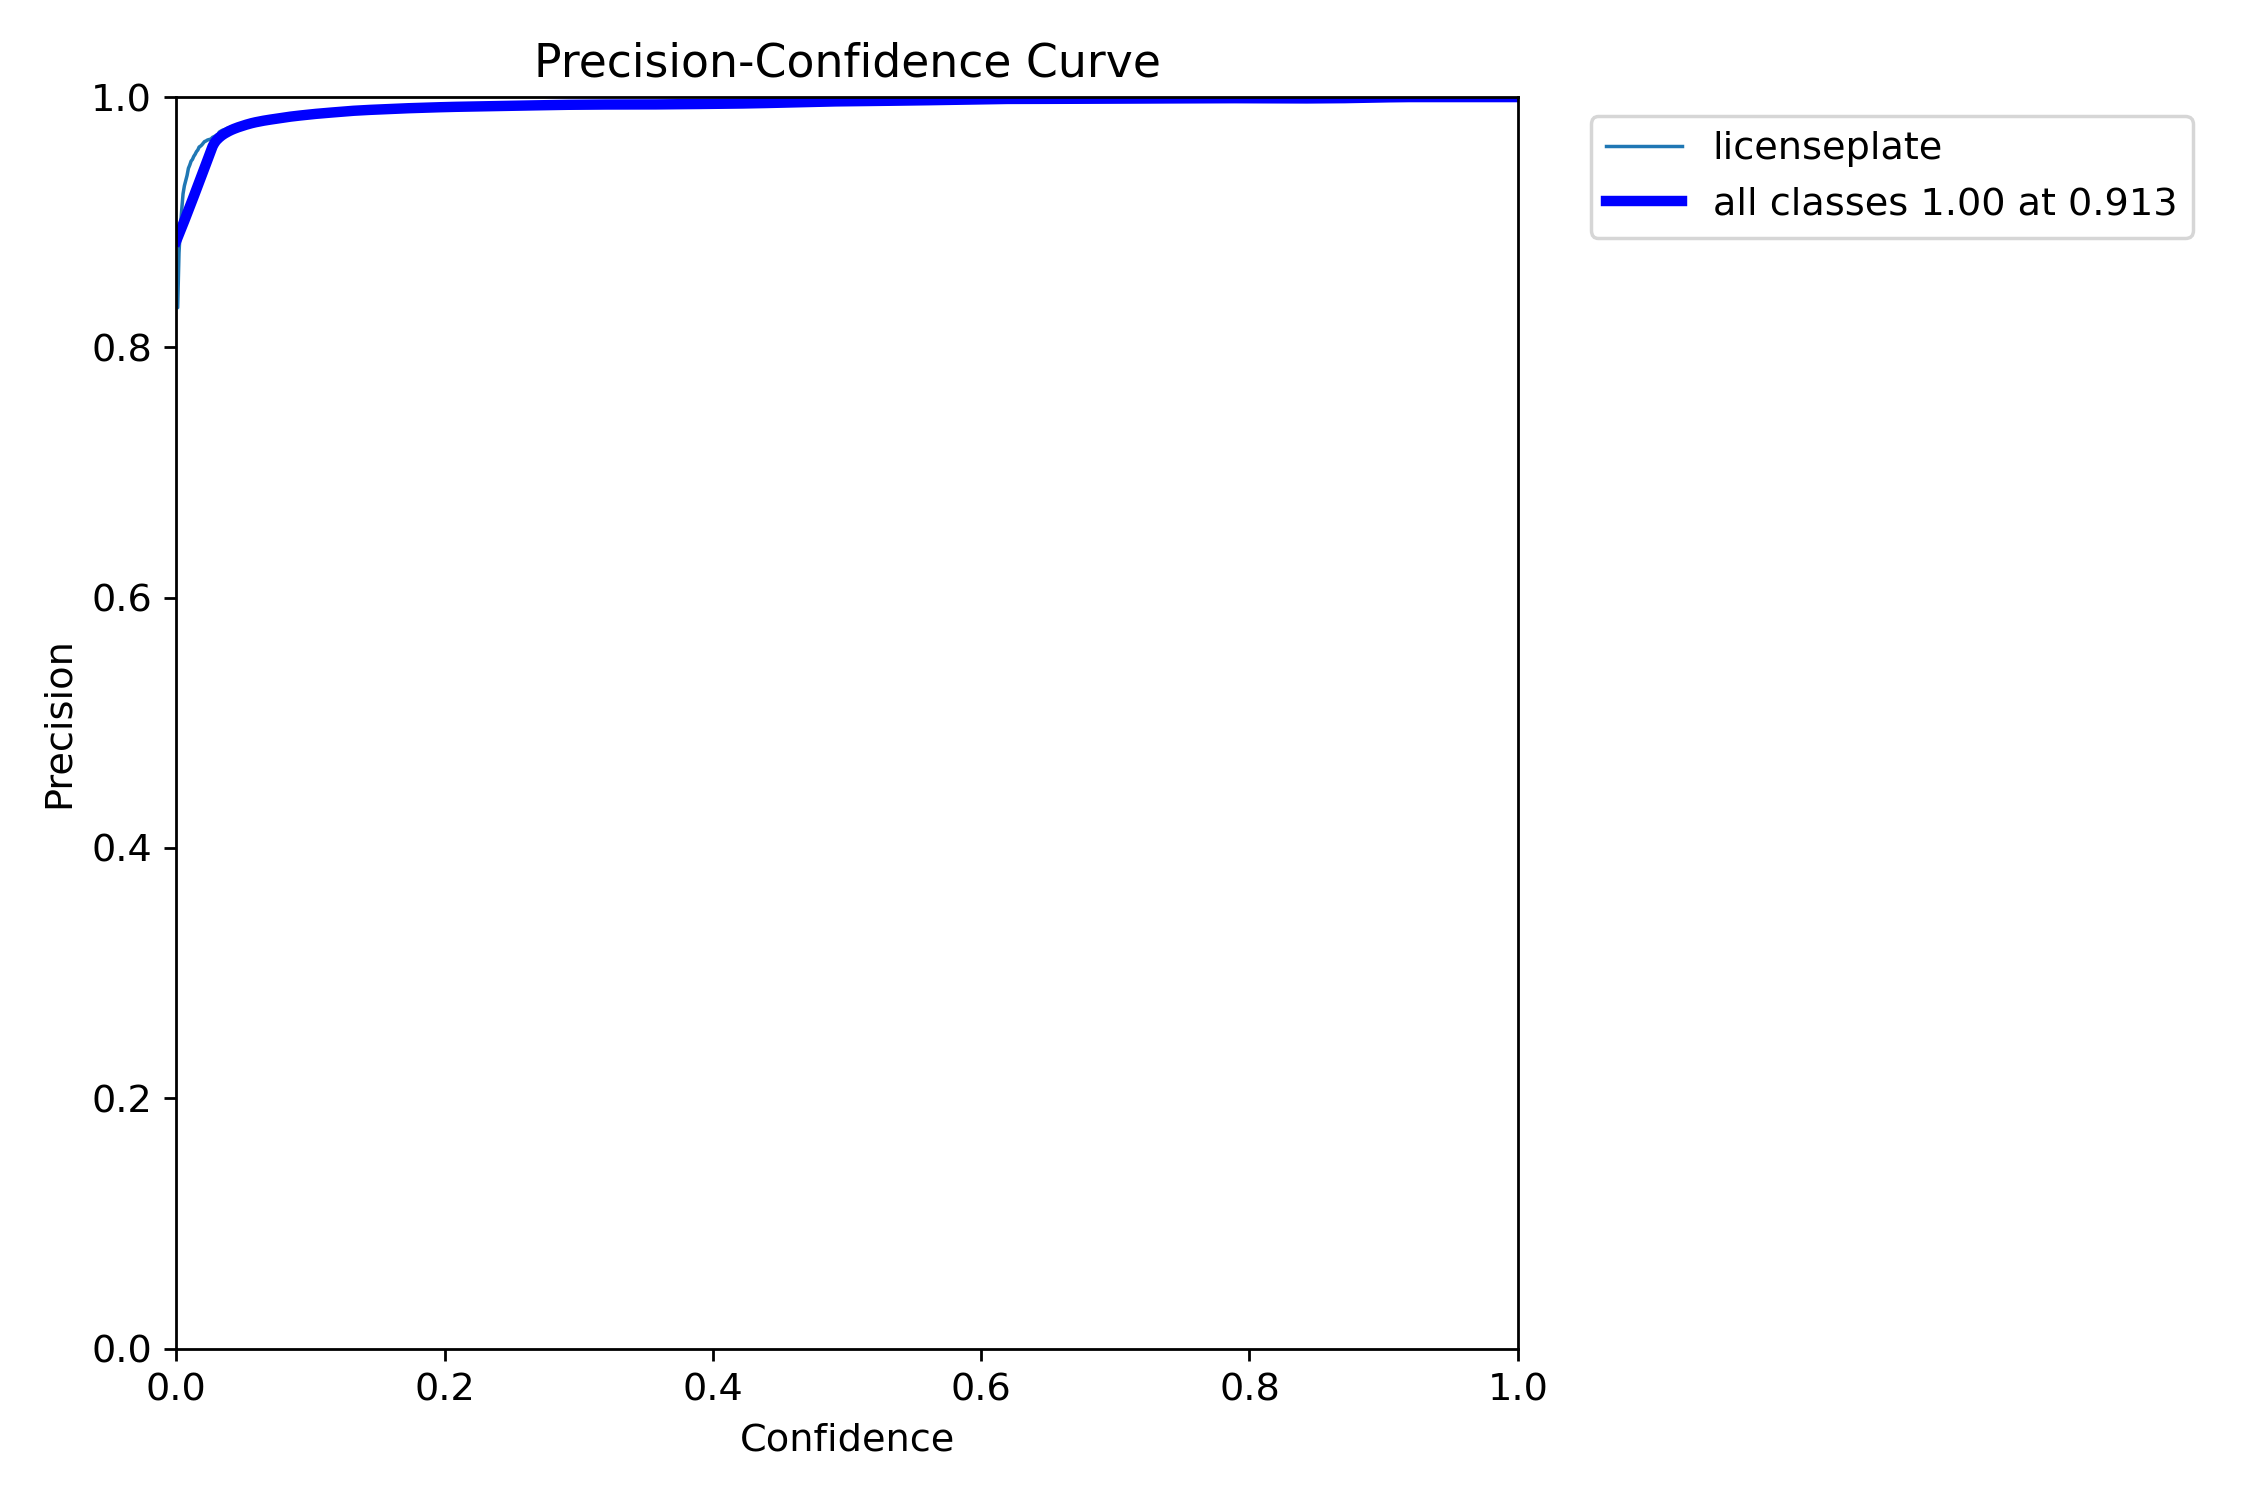 Precision-Confidence Curve
1.0
0.8
0.6
0.4
0.2
0.0
Precision
0.0 0.2 0.4 0.6 0.8 1.0
Confidence
licenseplate
all classes 1.00 at 0.913